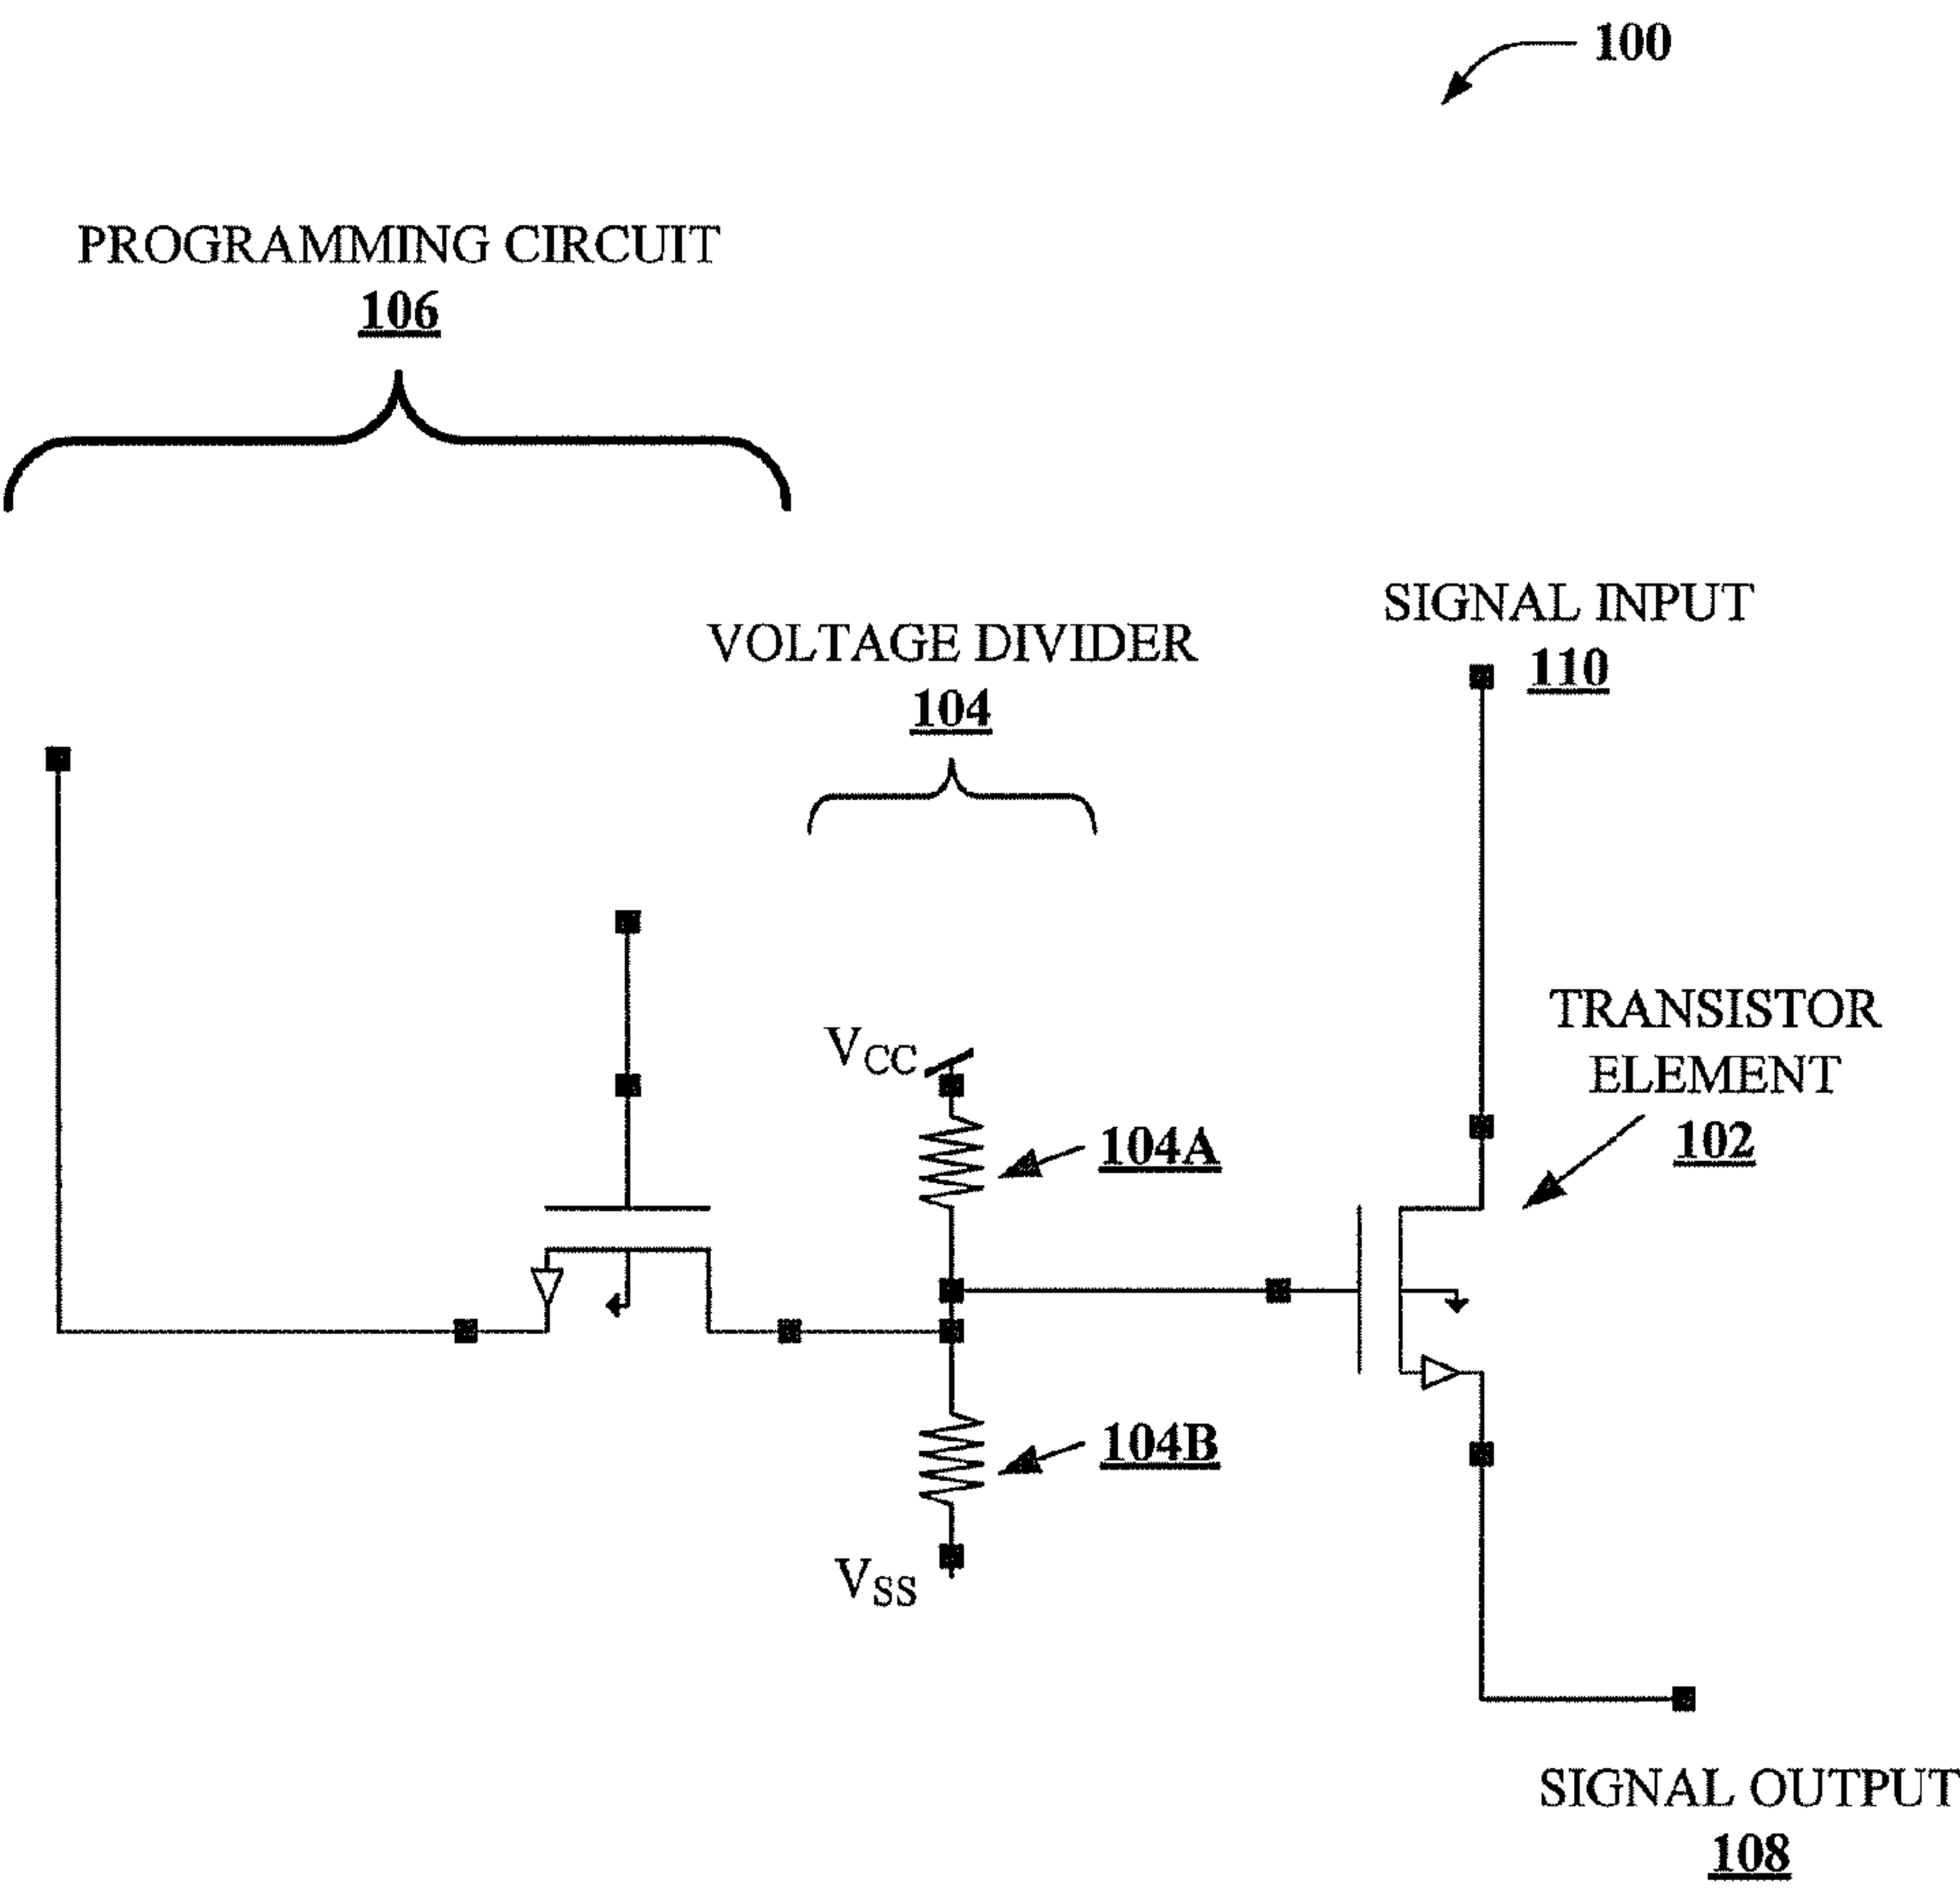 100
PROGRAMMING CIRCUIT
106
SIGNAL INPUT
110
VOLTAGE DIVIDER
104
TRANSISTOR
ELEMENT
102
VCC
104A
104B
VSS
SIGNAL OUTPUT
108